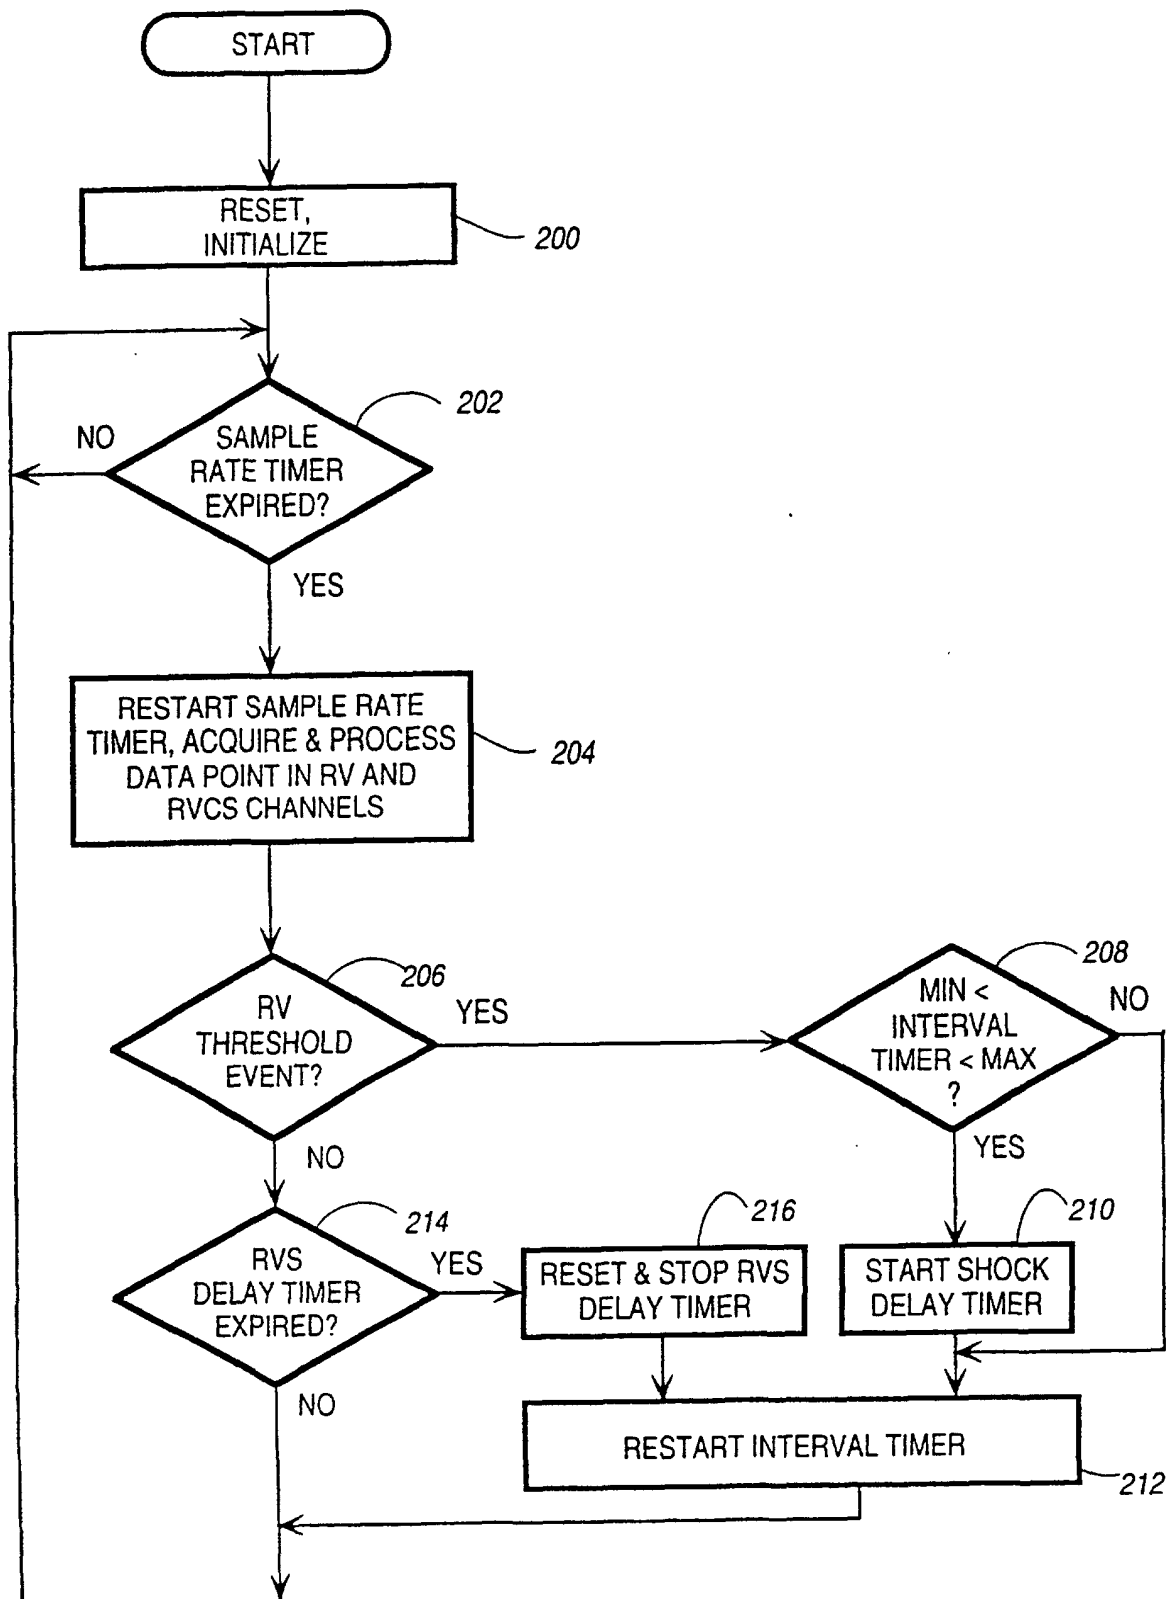 START
RESET,
INITIALIZE
200
202
NO
SAMPLE
RATE TIMER
EXPIRED?
YES
RESTART SAMPLE RATE
TIMER, ACQUIRE & PROCESS
DATA POINT IN RV AND
RVCS CHANNELS
204
206
RV
THRESHOLD
EVENT?
YES
NO
208
MIN <
INTERVAL
TIMER < MAX
?
NO
YES
214
RVS
DELAY TIMER
EXPIRED?
YES
NO
216
RESET & STOP RVS
DELAY TIMER
210
START SHOCK
DELAY TIMER
RESTART INTERVAL TIMER
212